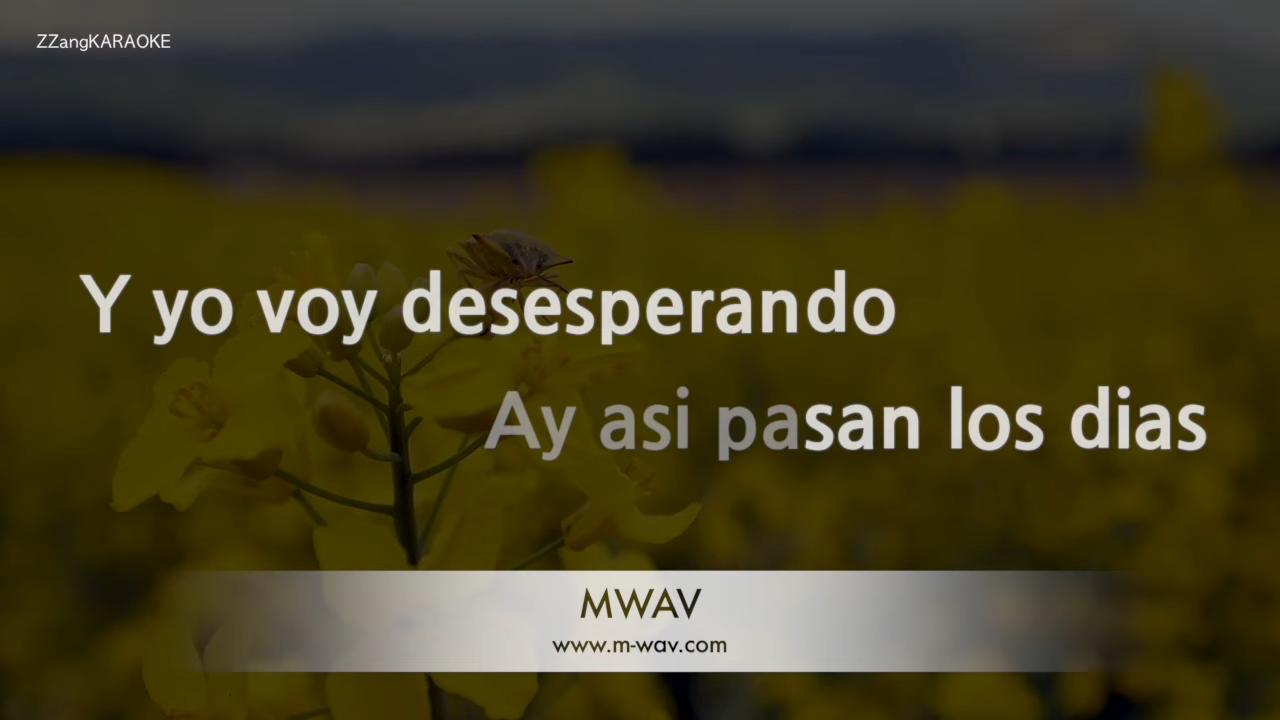 ZZangKARAOKE
Y yo voy desesperando
Ay asi pasan los dias
MWAV
www.m-wav.com